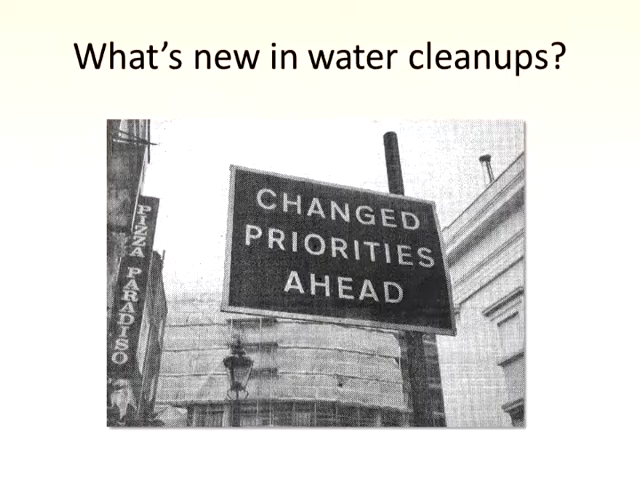 What's new in water cleanups?
CHANGED
PRIORITIES
AHEAD
PIZZA PARADISO